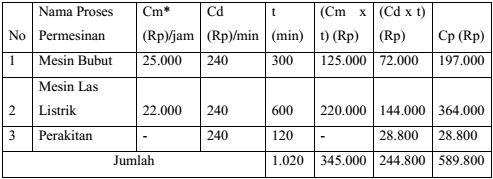 No Nama Proses Permesinan Cm* (Rp)/jam Cd (Rp)/min t (min) (Cm x t) (Rp) (Cd x t) (Rp) Cp (Rp)
1 Mesin Bubut 25.000 240 300 125.000 72.000 197.000
2 Mesin Las Listrik 22.000 240 600 220.000 144.000 364.000
3 Perakitan - 240 120 - 28.800 28.800
Jumlah 1.020 345.000 244.800 589.800